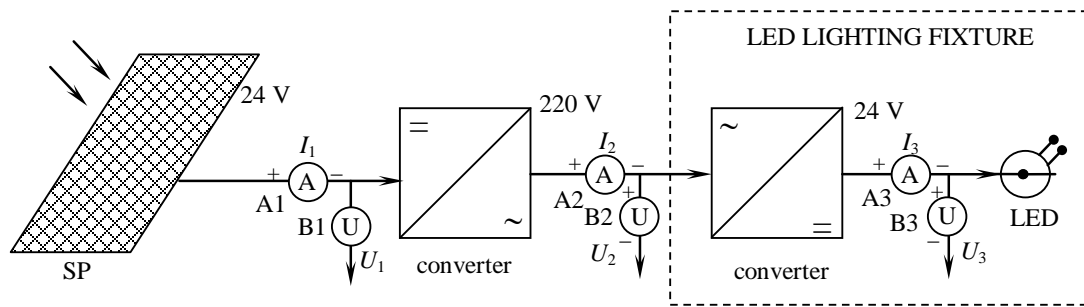 LED LIGHTING FIXTURE
24 V
220 V
24 V
=
~
~
=
I₁
I₂
I₃
+ A −
+ A −
+ A −
A1
A2
A3
B1 U
B2 + U −
B3 + U −
U₁
U₂
U₃
SP
converter
converter
LED